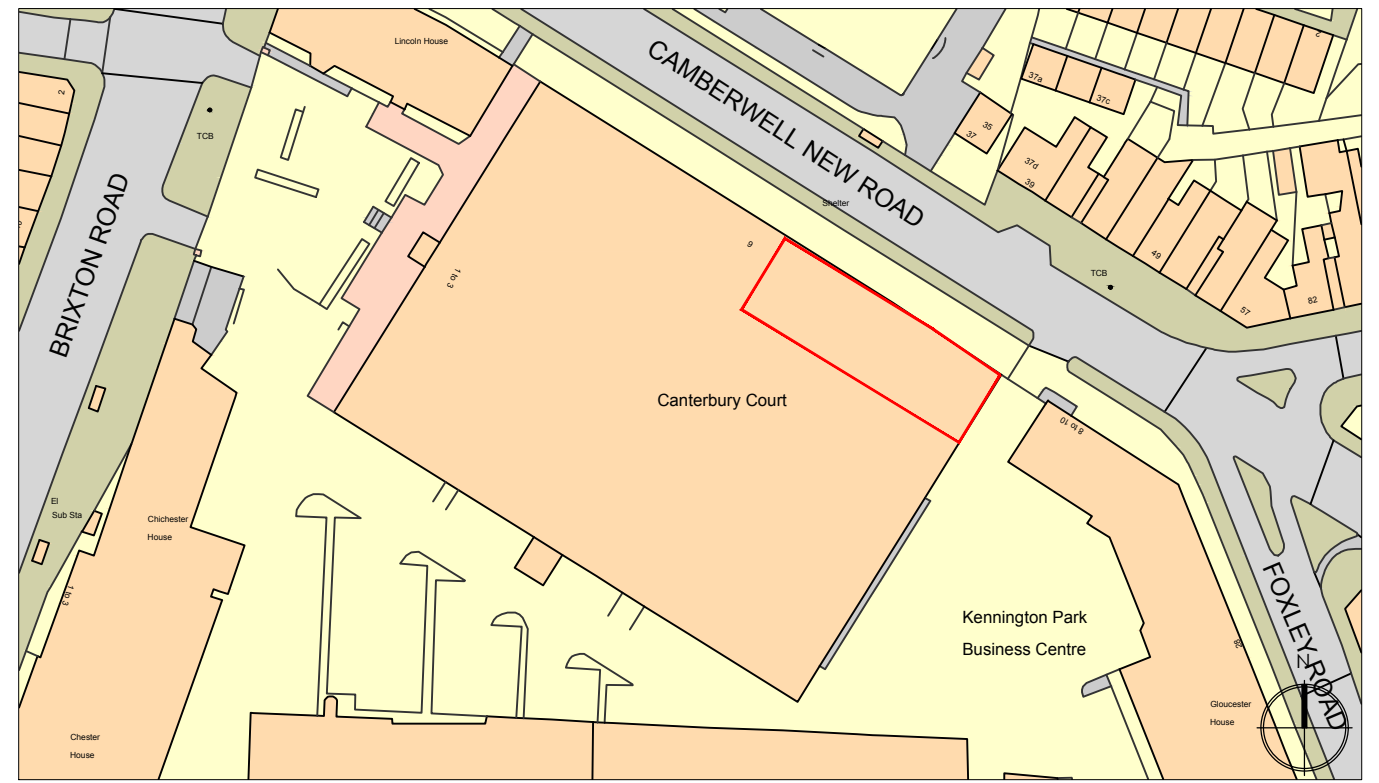 Lincoln House
CAMBERWELL NEW ROAD
2
37a
37c
35
37
2
TCB
37d
39
BRIXTON ROAD
Shelter
9
49
TCB
1 to 3
57
82
Canterbury Court
8 to 10
El
Sub Sta
Chichester
House
1 to 3
Kennington Park
Business Centre
FOXLEY ROAD
28
N
Gloucester
House
Chester
House